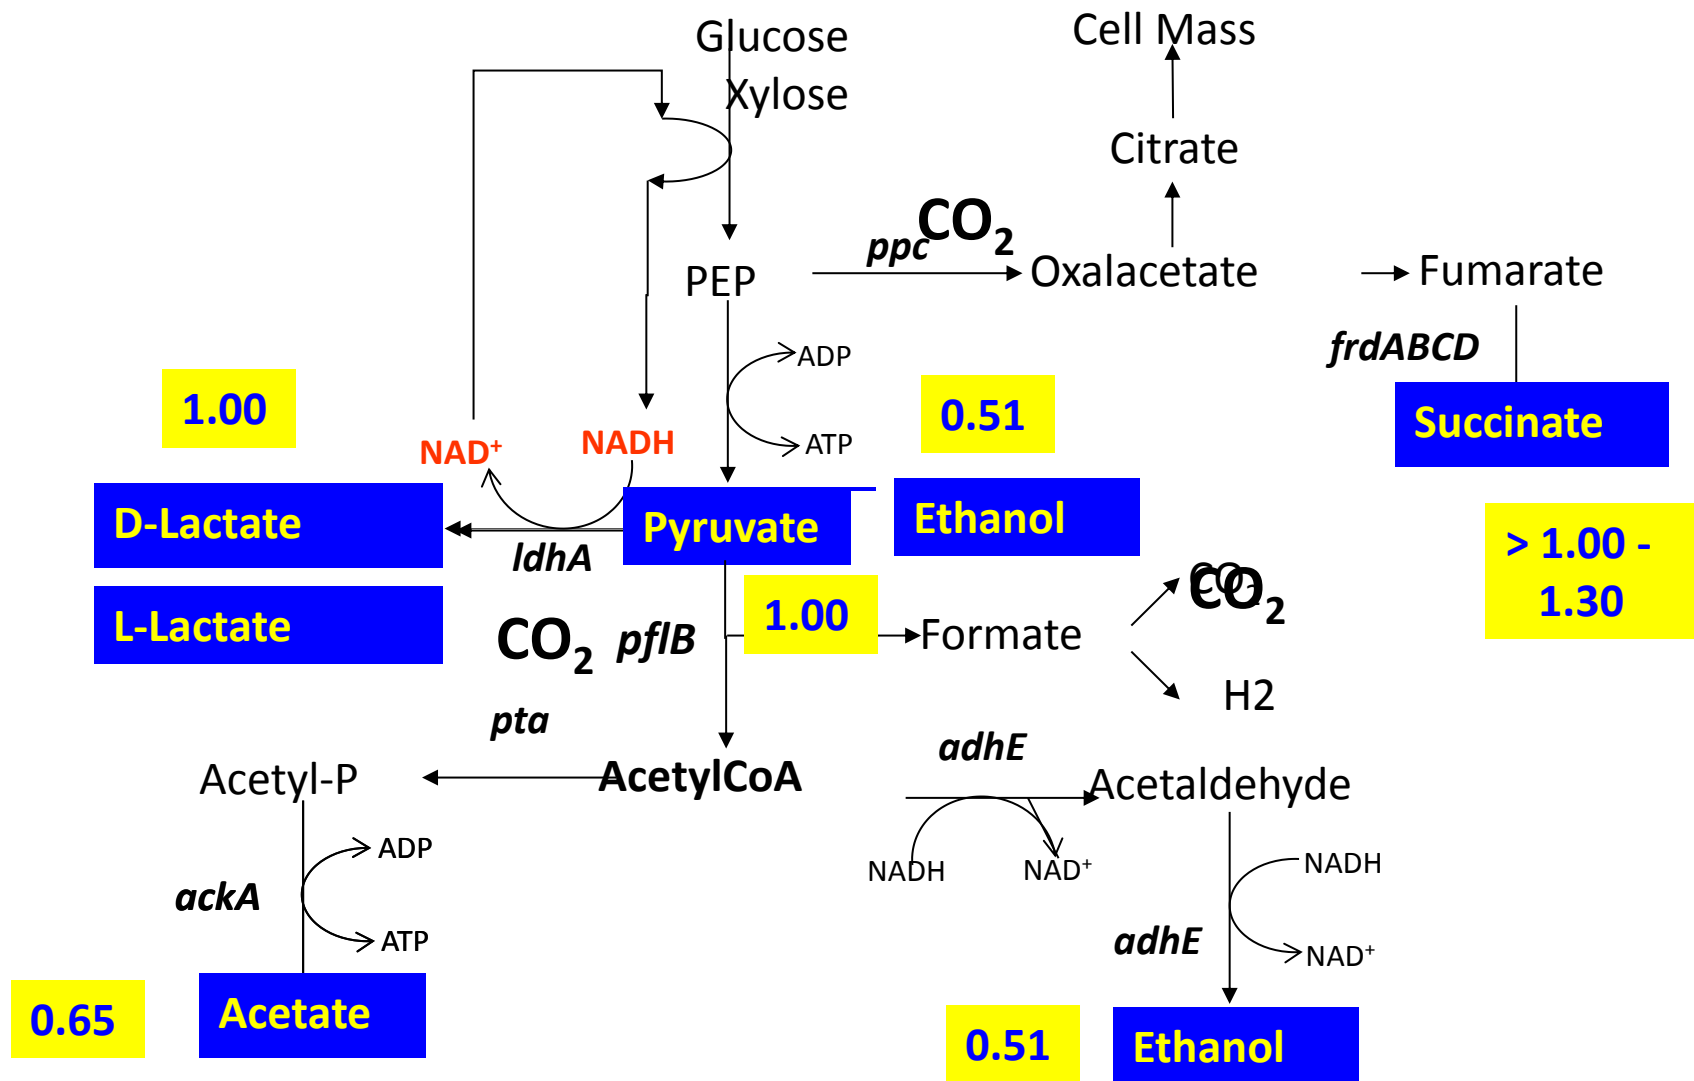 Glucose
Xylose
Cell Mass
Citrate
CO2
ppc
PEP
Oxalacetate
Fumarate
frdABCD
ADP
ATP
1.00
0.51
Succinate
NAD+
NADH
D-Lactate
Pyruvate
Ethanol
ldhA
> 1.00 -
1.30
L-Lactate
CO2
pflB
1.00
Formate
CO2
CO2
H2
pta
adhE
Acetyl-P
AcetylCoA
Acetaldehyde
ADP
NADH
NAD+
NADH
ackA
ATP
adhE
NAD+
0.65
Acetate
0.51
Ethanol